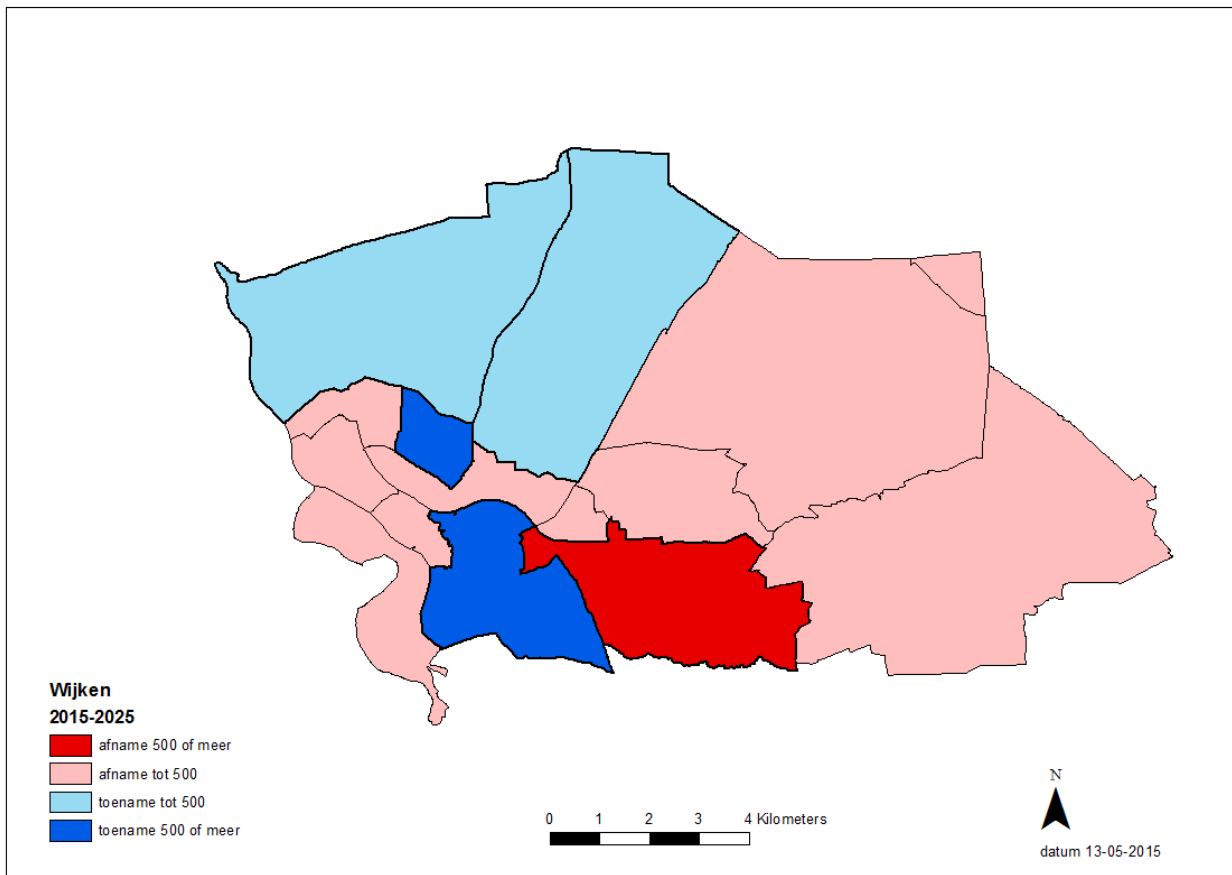 Wijken
2015-2025
afname 500 of meer
afname tot 500
toename tot 500
toename 500 of meer
0 1 2 3 4 Kilometers
N
datum 13-05-2015